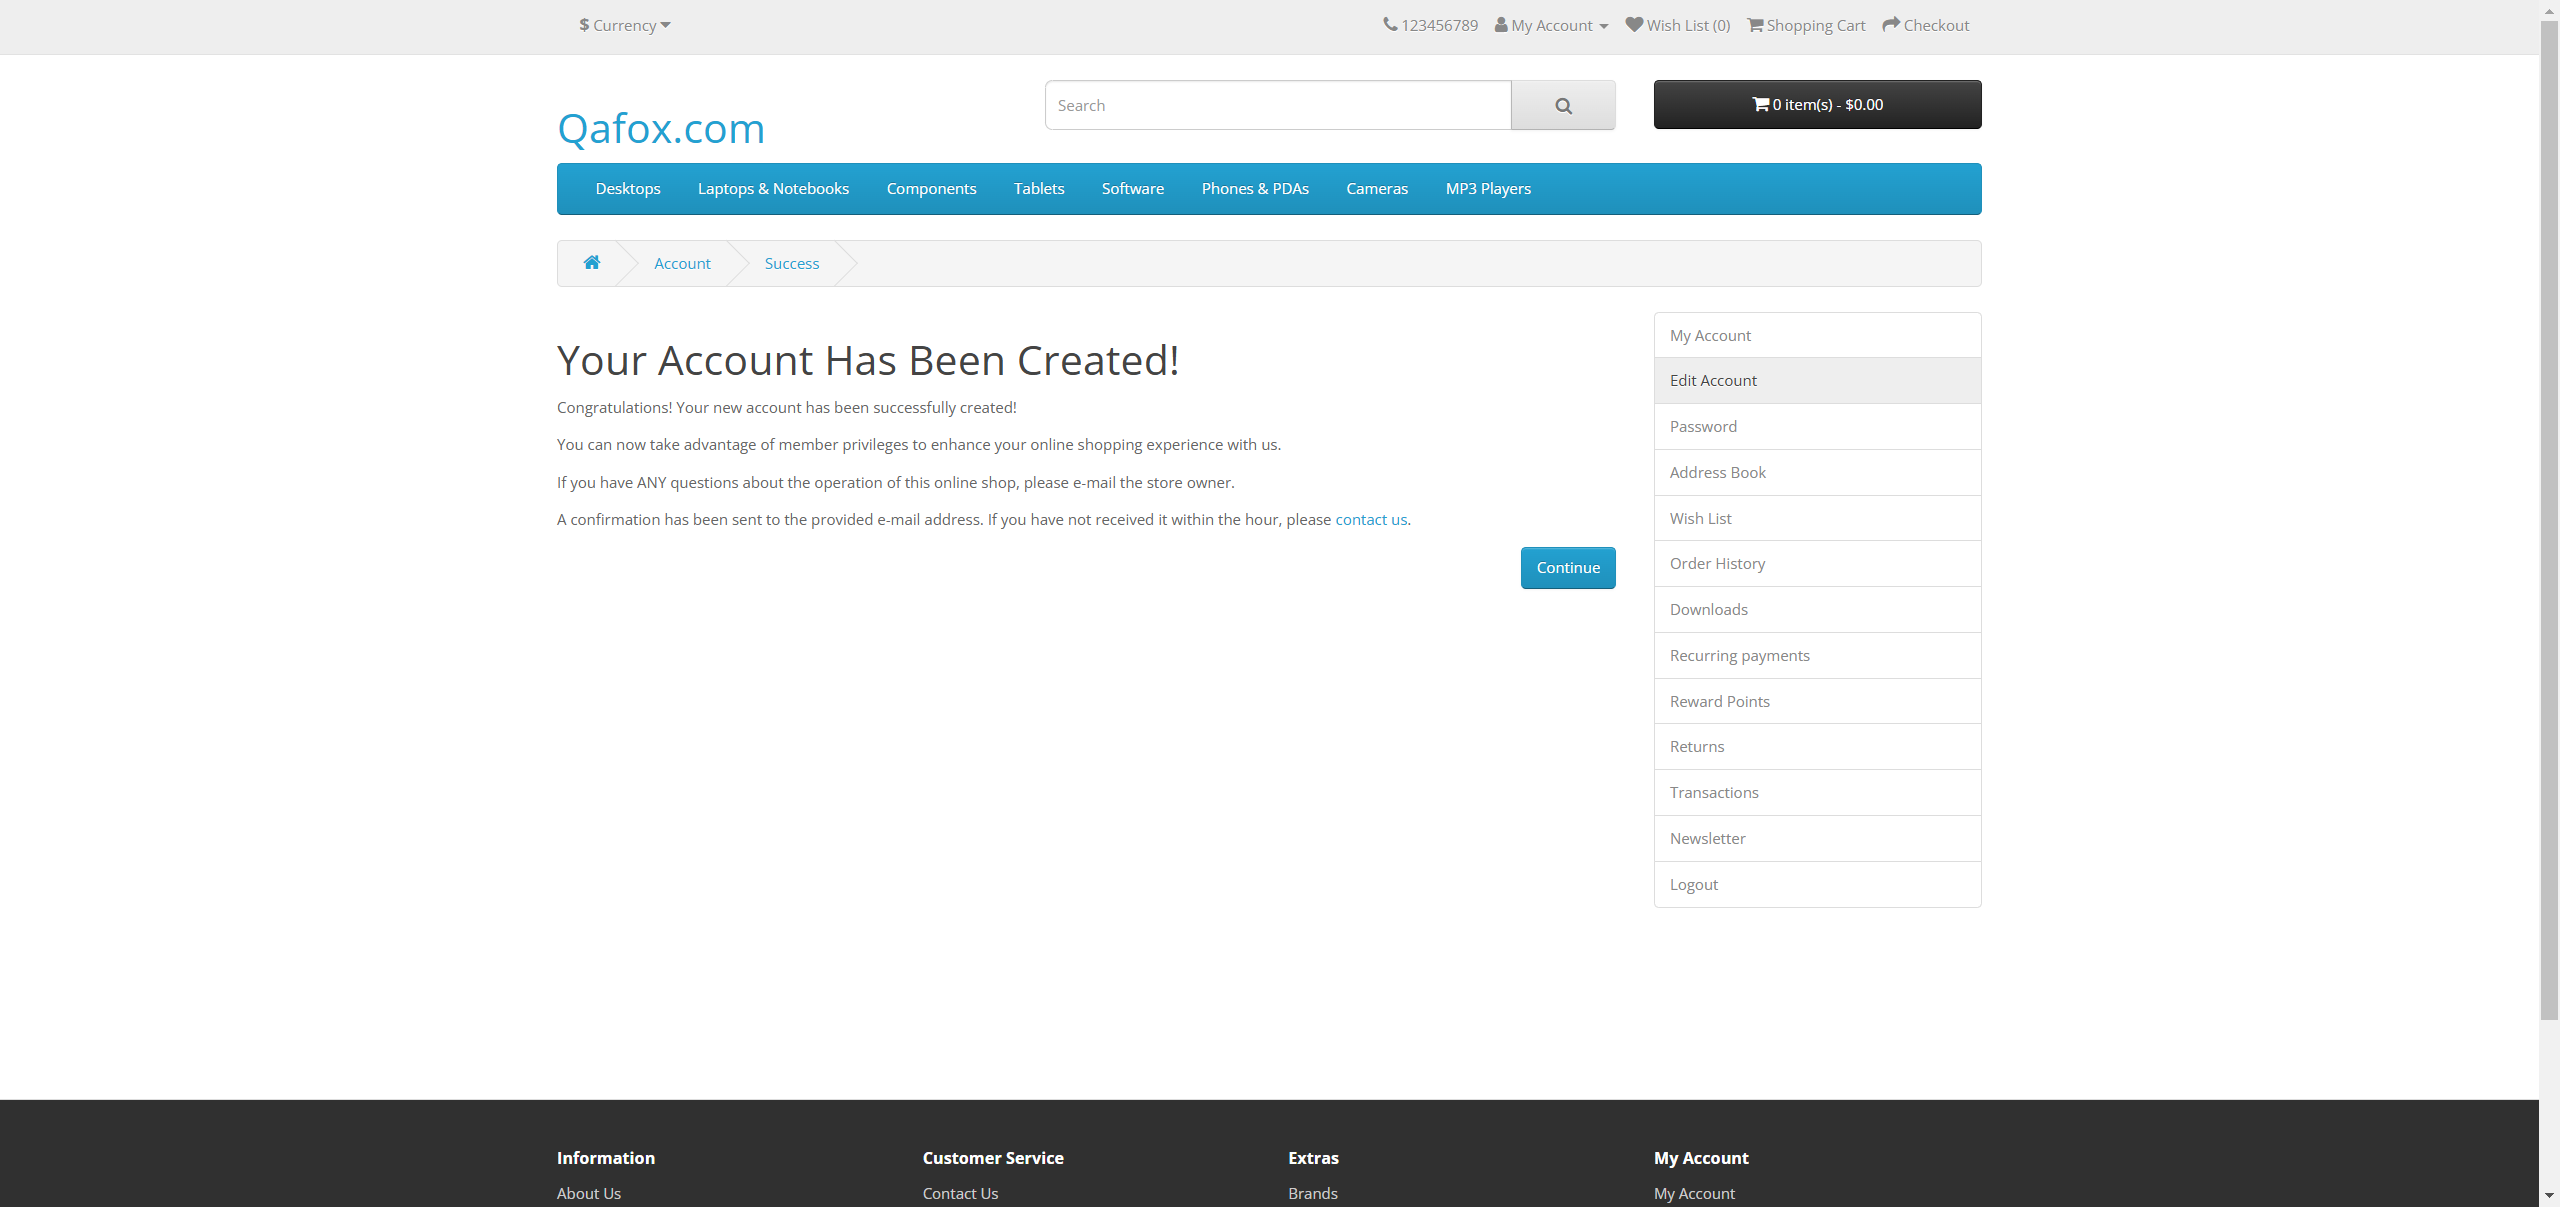 $ Currency
123456789 My Account Wish List (0) Shopping Cart Checkout
Qafox.com
Search
0 item(s) - $0.00
Desktops Laptops & Notebooks Components Tablets Software Phones & PDAs Cameras MP3 Players
Account Success
Your Account Has Been Created!
Congratulations! Your new account has been successfully created!
You can now take advantage of member privileges to enhance your online shopping experience with us.
If you have ANY questions about the operation of this online shop, please e-mail the store owner.
A confirmation has been sent to the provided e-mail address. If you have not received it within the hour, please contact us.
Continue
My Account
Edit Account
Password
Address Book
Wish List
Order History
Downloads
Recurring payments
Reward Points
Returns
Transactions
Newsletter
Logout
Information
About Us
Customer Service
Contact Us
Extras
Brands
My Account
My Account